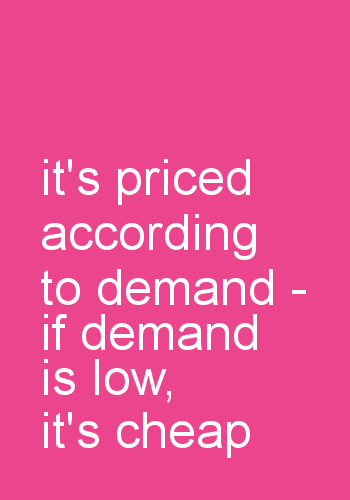 it's priced
according
to demand -
if demand
is low,
it's cheap